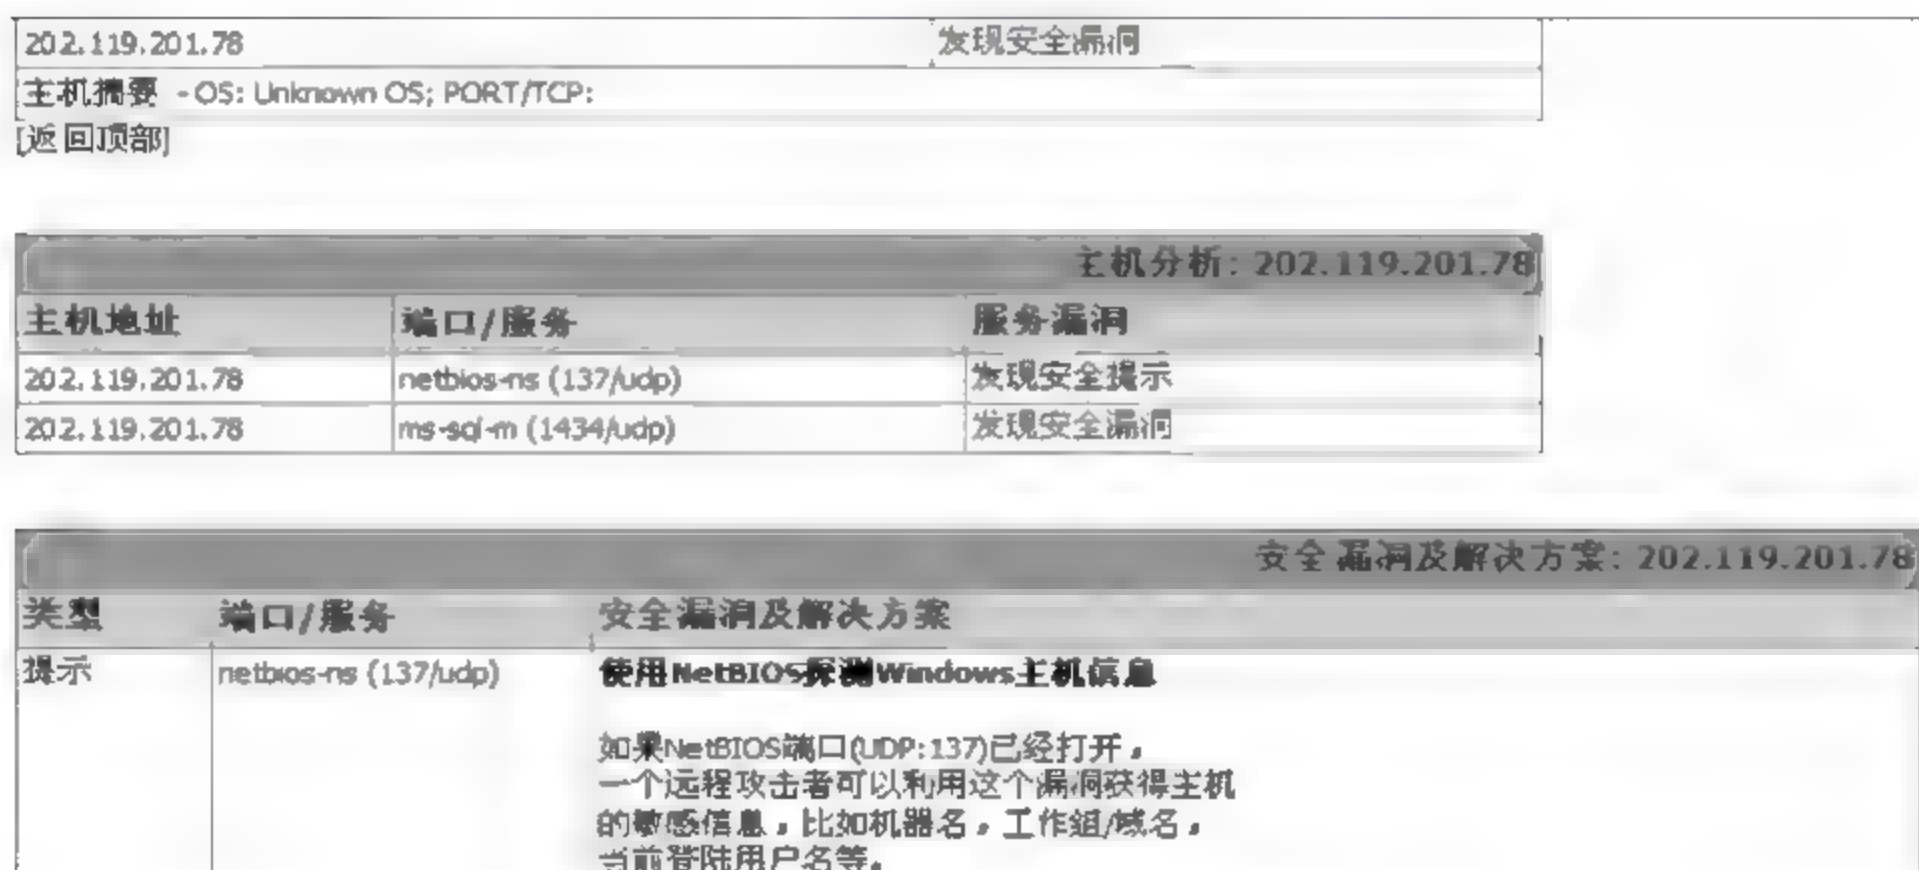 202.119.201.78 发现安全漏洞
主机摘要 - OS: Unknown OS; PORT/TCP:
[返回顶部]
主机分析: 202.119.201.78
主机地址 端口/服务 服务漏洞
202.119.201.78 netbios-ns (137/udp) 发现安全提示
202.119.201.78 ms-sql-m (1434/udp) 发现安全漏洞
安全漏洞及解决方案: 202.119.201.78
类型 端口/服务 安全漏洞及解决方案
提示 netbios-ns (137/udp) 使用NetBIOS探测Windows主机信息
如果NetBIOS端口(UDP:137)已经打开，
一个远程攻击者可以利用这个漏洞获得主机
的敏感信息，比如机器名，工作组/域名，
当前登陆用户名等。